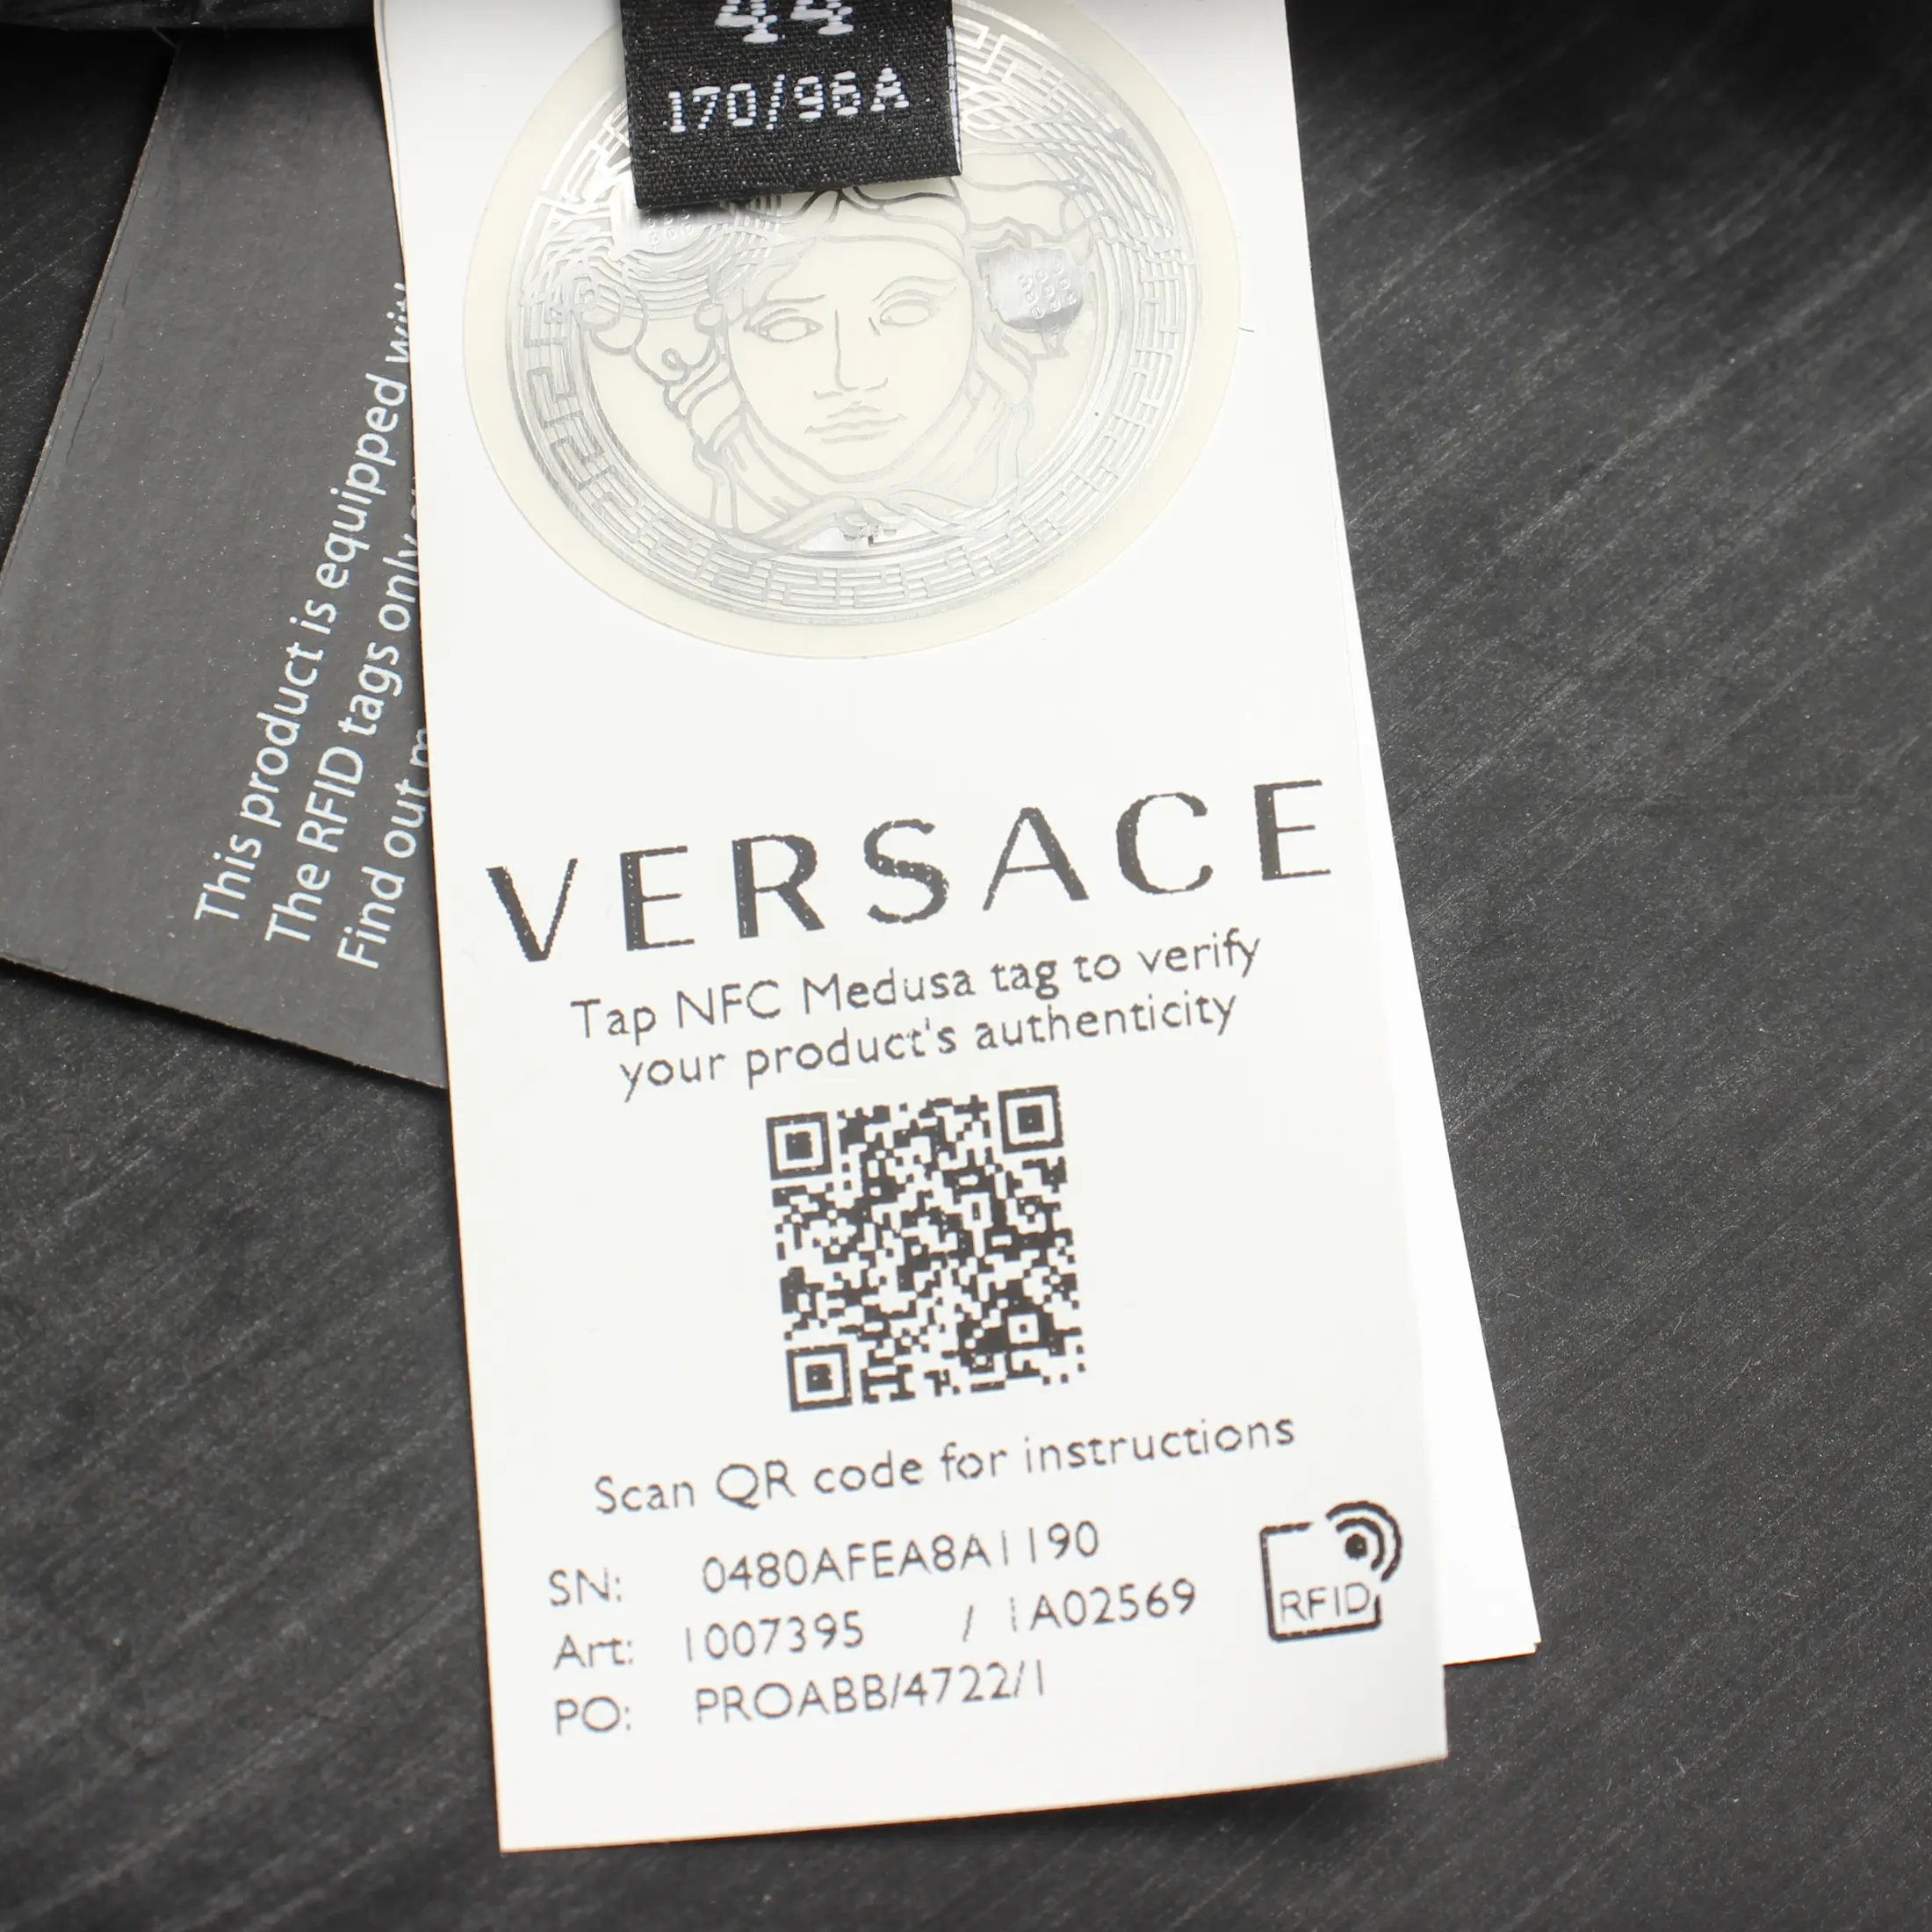 44
170/96A
This product is equipped with
The RFID tags only
Find out
VERSACE
Tap NFC Medusa tag to verify
your product's authenticity
Scan QR code for instructions
SN: 0480AFEA8A1190
Art: 1007395 / 1A02569
PO: PROABB/4722/1
RFID